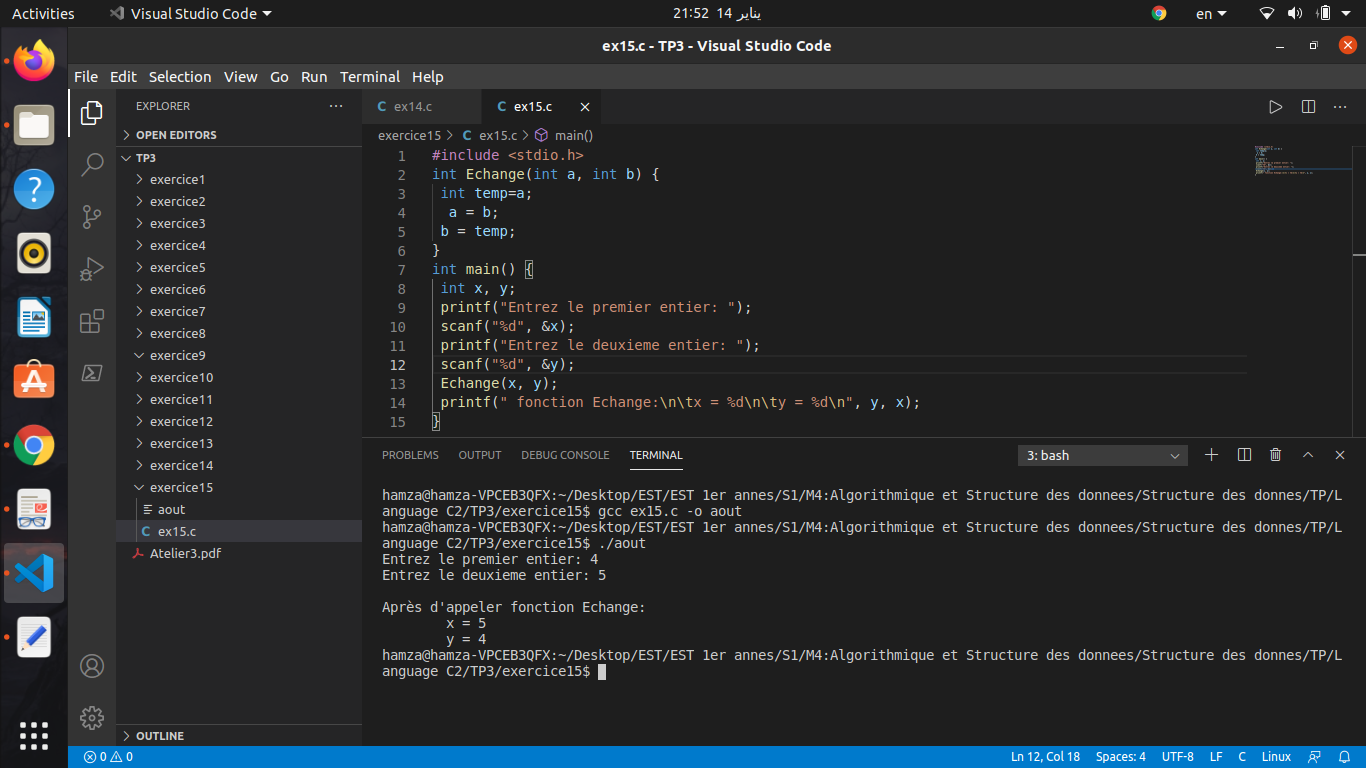 Activities
Visual Studio Code
21:52 14 يناير
en
ex15.c - TP3 - Visual Studio Code
File Edit Selection View Go Run Terminal Help
EXPLORER
OPEN EDITORS
TP3
exercice1
exercice2
exercice3
exercice4
exercice5
exercice6
exercice7
exercice8
exercice9
exercice10
exercice11
exercice12
exercice13
exercice14
exercice15
aout
C ex15.c
Atelier3.pdf
OUTLINE
C ex14.c
C ex15.c
exercice15 > C ex15.c > main()
1 #include <stdio.h>
2 int Echange(int a, int b) {
3 int temp=a;
4 a = b;
5 b = temp;
6 }
7 int main() {
8 int x, y;
9 printf("Entrez le premier entier: ");
10 scanf("%d", &x);
11 printf("Entrez le deuxieme entier: ");
12 scanf("%d", &y);
13 Echange(x, y);
14 printf(" fonction Echange:\n\tx = %d\n\ty = %d\n", y, x);
15 }
PROBLEMS OUTPUT DEBUG CONSOLE TERMINAL
3: bash
hamza@hamza-VPCEB3QFX:~/Desktop/EST/EST 1er annes/S1/M4:Algorithmique et Structure des donnees/Structure des donnes/TP/L
anguage C2/TP3/exercice15$ gcc ex15.c -o aout
hamza@hamza-VPCEB3QFX:~/Desktop/EST/EST 1er annes/S1/M4:Algorithmique et Structure des donnees/Structure des donnes/TP/L
anguage C2/TP3/exercice15$ ./aout
Entrez le premier entier: 4
Entrez le deuxieme entier: 5
Après d'appeler fonction Echange:
x = 5
y = 4
hamza@hamza-VPCEB3QFX:~/Desktop/EST/EST 1er annes/S1/M4:Algorithmique et Structure des donnees/Structure des donnes/TP/L
anguage C2/TP3/exercice15$
0 0
Ln 12, Col 18 Spaces: 4 UTF-8 LF C Linux